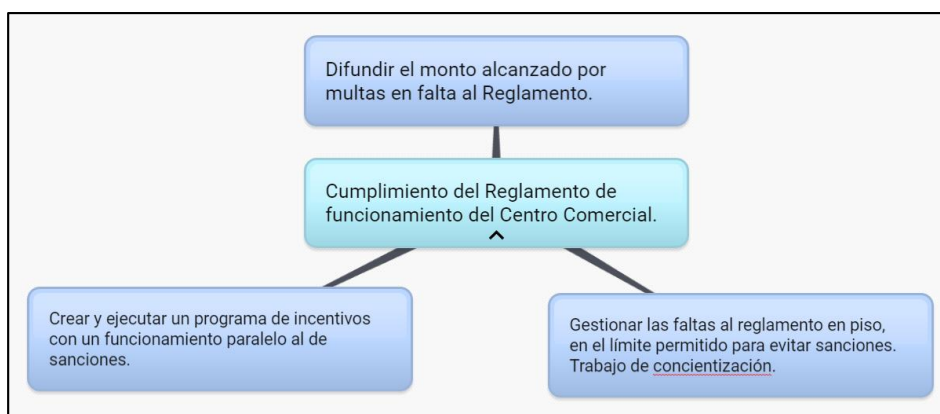 Difundir el monto alcanzado por
multas en falta al Reglamento.
Cumplimiento del Reglamento de
funcionamiento del Centro Comercial.
Crear y ejecutar un programa de incentivos
con un funcionamiento paralelo al de
sanciones.
Gestionar las faltas al reglamento en piso,
en el límite permitido para evitar sanciones.
Trabajo de concientización.